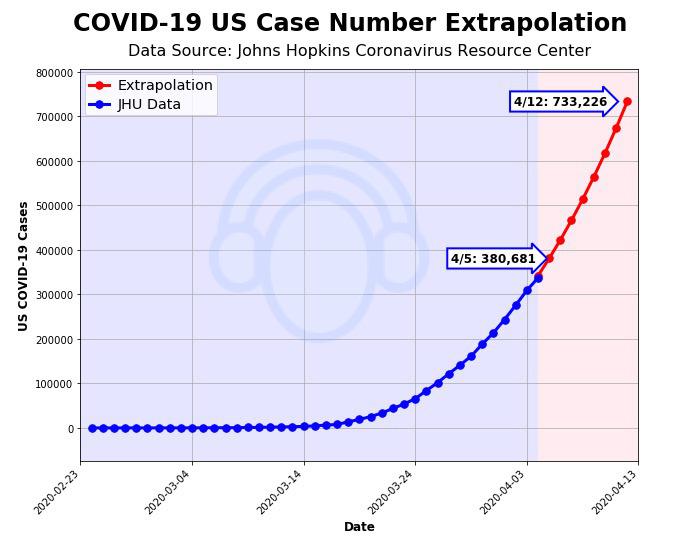 COVID-19 US Case Number Extrapolation
Data Source: Johns Hopkins Coronavirus Resource Center
800000
Extrapolation
JHU Data
4/12: 733,226
700000
600000
500000
400000
4/5: 380,681
300000
200000
100000
0
US COVID-19 Cases
2020-02-23
2020-03-04
2020-03-14
2020-03-24
2020-04-03
2020-04-13
Date